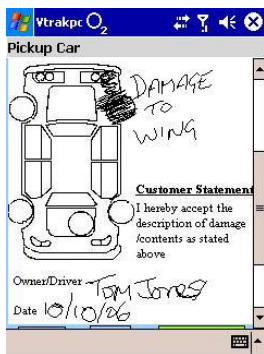 Vtrakpc O2
Pickup Car
DAMAGE
TO
WING
Customer Statement
I hereby accept the
description of damage
/contents as stated
above
Owner/Driver Tom Jones
Date 10/10/06